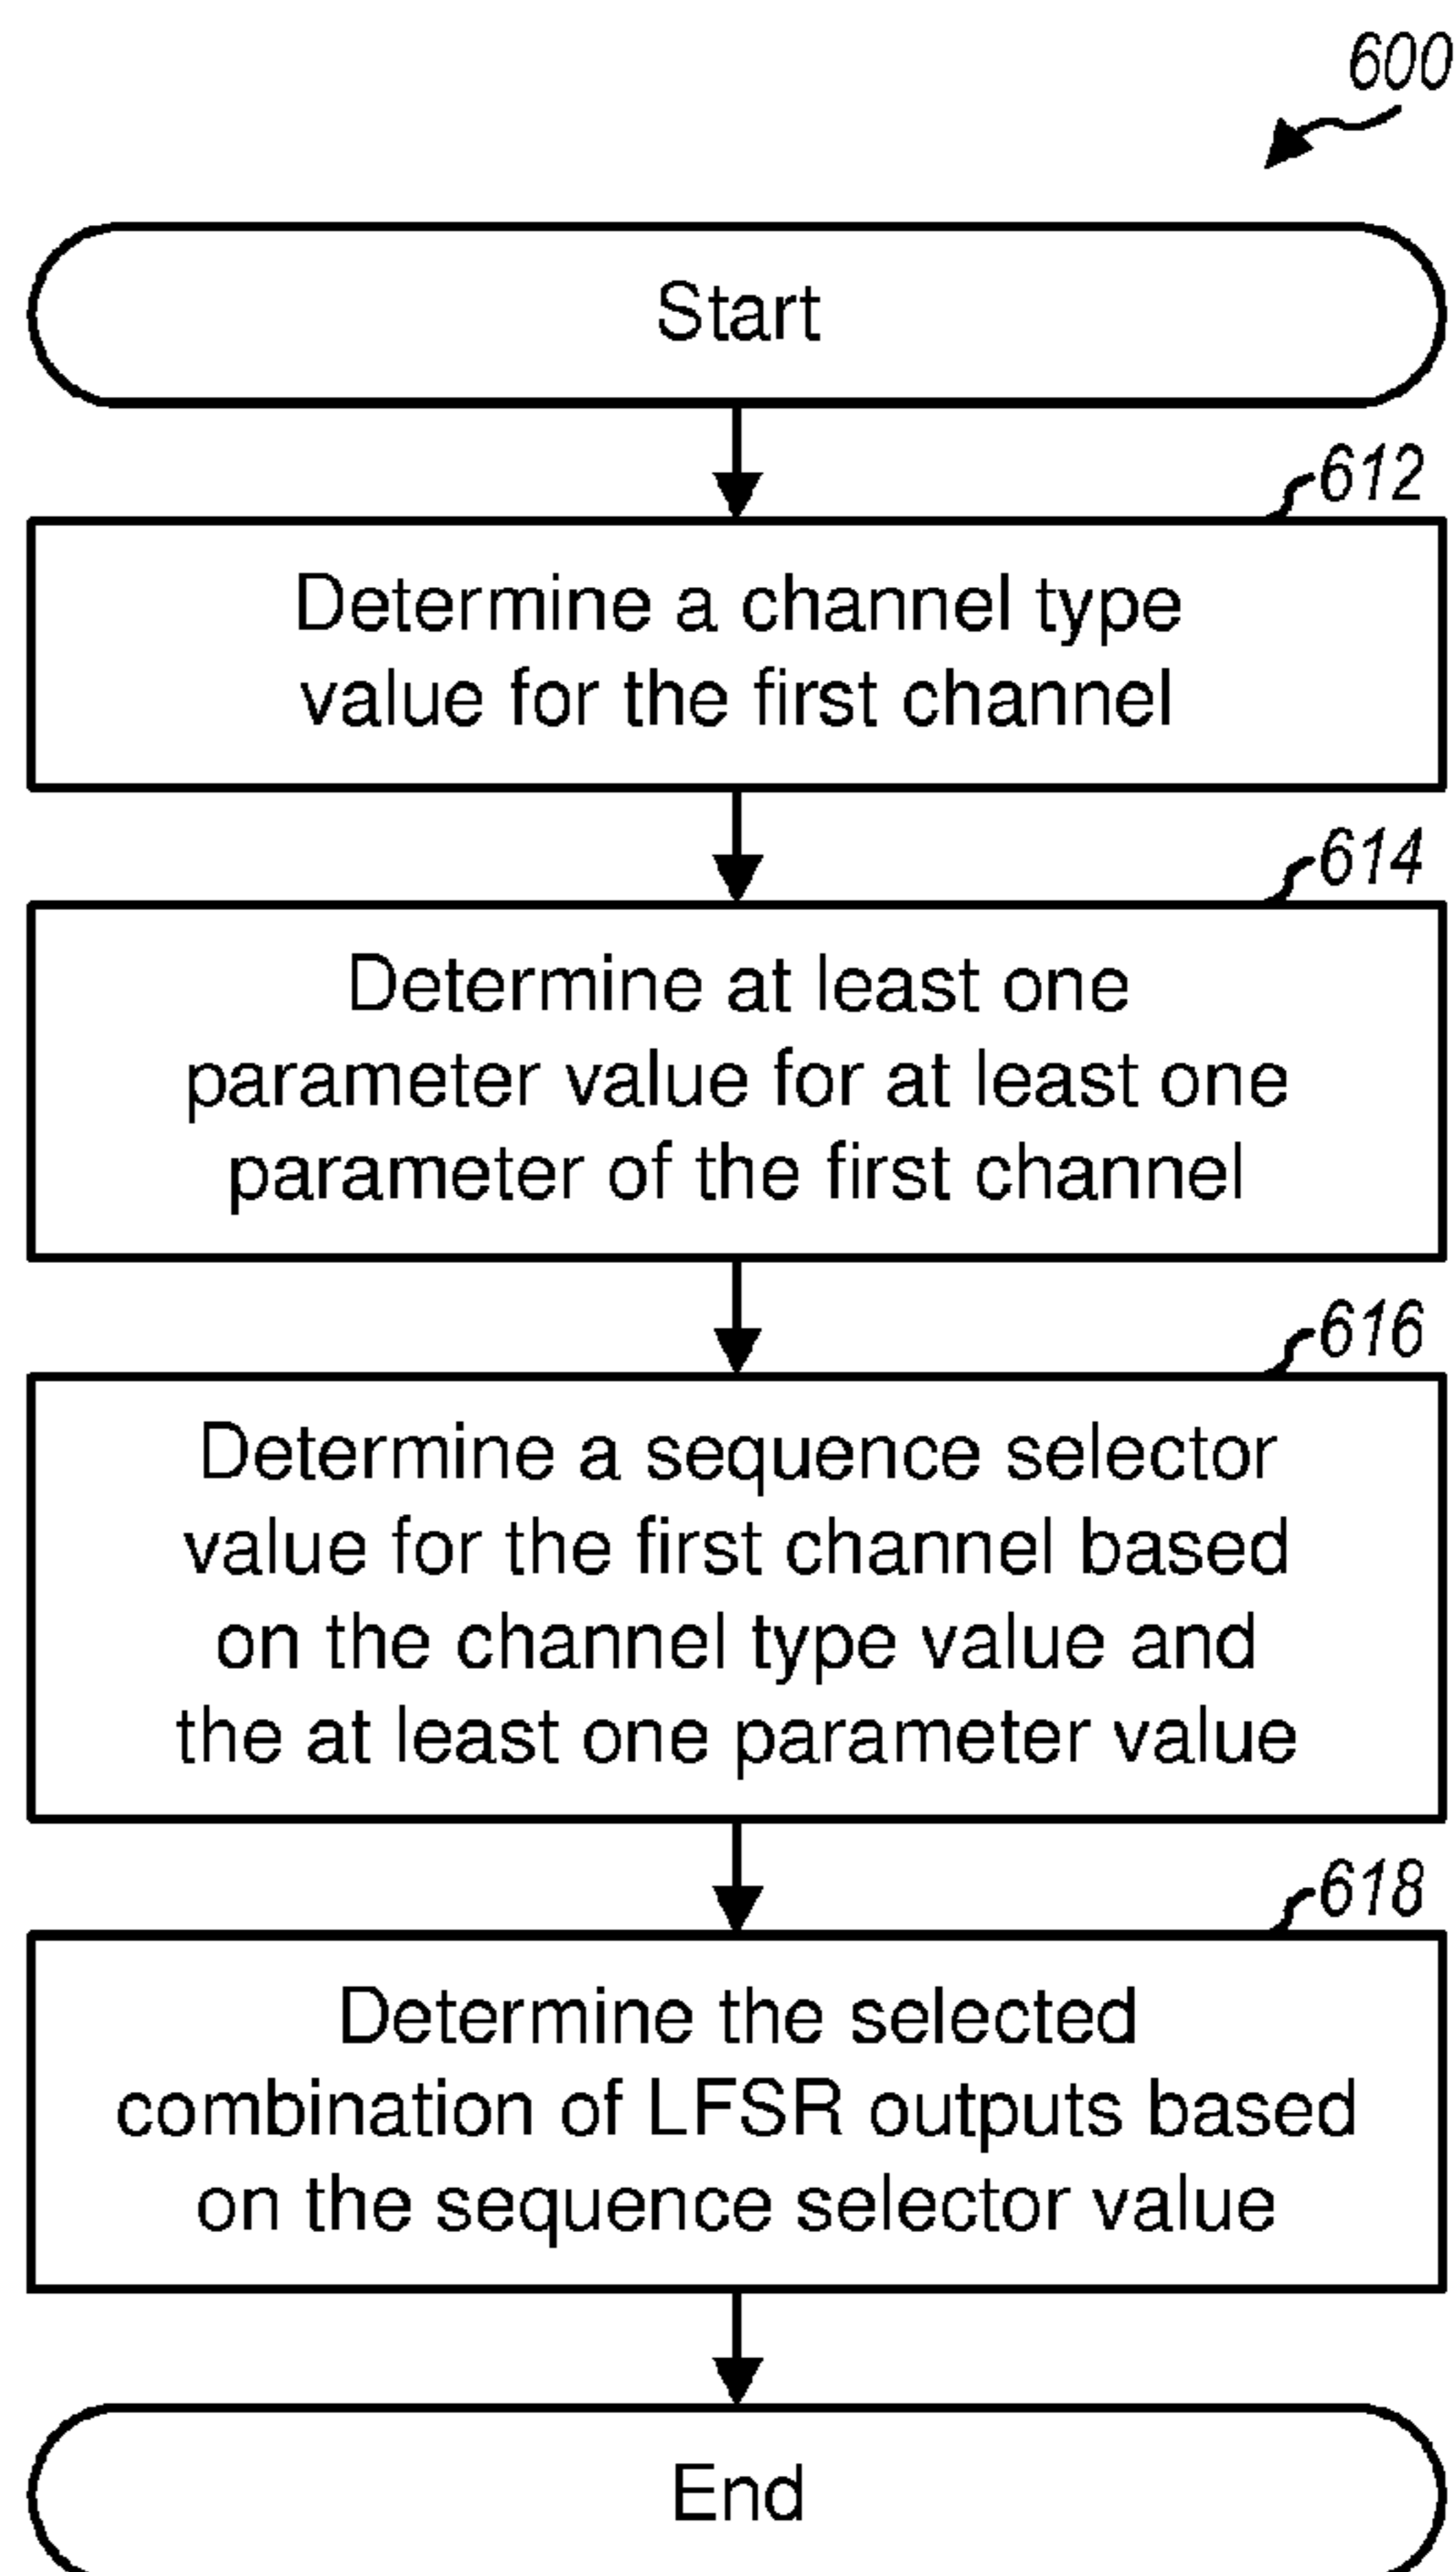 600
Start
612
Determine a channel type
value for the first channel
614
Determine at least one
parameter value for at least one
parameter of the first channel
616
Determine a sequence selector
value for the first channel based
on the channel type value and
the at least one parameter value
618
Determine the selected
combination of LFSR outputs based
on the sequence selector value
End